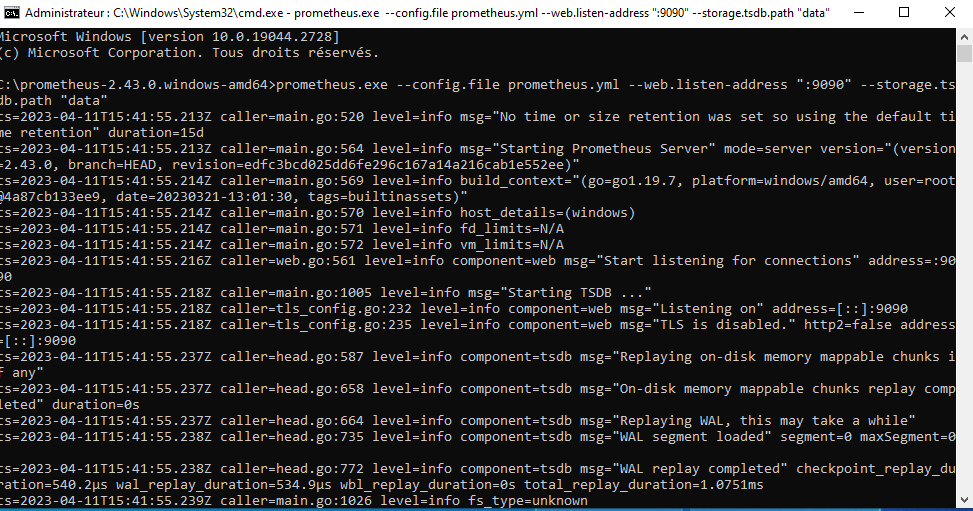 Administrateur : C:\Windows\System32\cmd.exe - prometheus.exe --config.file prometheus.yml --web.listen-address ":9090" --storage.tsdb.path "data"
Microsoft Windows [version 10.0.19044.2728]
(c) Microsoft Corporation. Tous droits réservés.
C:\prometheus-2.43.0.windows-amd64>prometheus.exe --config.file prometheus.yml --web.listen-address ":9090" --storage.ts
db.path "data"
ts=2023-04-11T15:41:55.213Z caller=main.go:520 level=info msg="No time or size retention was set so using the default ti
me retention" duration=15d
ts=2023-04-11T15:41:55.214Z caller=main.go:564 level=info msg="Starting Prometheus Server" mode=server version="(version
=2.43.0, branch=HEAD, revision=edfc3bcd025dd6fe296c167a14a216cab1e552ee)"
ts=2023-04-11T15:41:55.214Z caller=main.go:569 level=info build_context="(go=go1.19.7, platform=windows/amd64, user=root
@4a87cb133ee9, date=20230321-13:01:30, tags=builtinassets)"
ts=2023-04-11T15:41:55.214Z caller=main.go:570 level=info host_details=(windows)
ts=2023-04-11T15:41:55.214Z caller=main.go:571 level=info fd_limits=N/A
ts=2023-04-11T15:41:55.214Z caller=main.go:572 level=info vm_limits=N/A
ts=2023-04-11T15:41:55.216Z caller=web.go:561 level=info component=web msg="Start listening for connections" address=:90
90
ts=2023-04-11T15:41:55.218Z caller=main.go:1005 level=info msg="Starting TSDB ..."
ts=2023-04-11T15:41:55.218Z caller=tls_config.go:232 level=info component=web msg="Listening on" address=[::]:9090
ts=2023-04-11T15:41:55.218Z caller=tls_config.go:235 level=info component=web msg="TLS is disabled." http2=false address
=[::]:9090
ts=2023-04-11T15:41:55.237Z caller=head.go:587 level=info component=tsdb msg="Replaying on-disk memory mappable chunks i
f any"
ts=2023-04-11T15:41:55.237Z caller=head.go:658 level=info component=tsdb msg="On-disk memory mappable chunks replay comp
leted" duration=0s
ts=2023-04-11T15:41:55.237Z caller=head.go:664 level=info component=tsdb msg="Replaying WAL, this may take a while"
ts=2023-04-11T15:41:55.238Z caller=head.go:735 level=info component=tsdb msg="WAL segment loaded" segment=0 maxSegment=0
ts=2023-04-11T15:41:55.238Z caller=head.go:772 level=info component=tsdb msg="WAL replay completed" checkpoint_replay_du
ration=540.2µs wal_replay_duration=534.9µs wbl_replay_duration=0s total_replay_duration=1.0751ms
ts=2023-04-11T15:41:55.239Z caller=main.go:1026 level=info fs_type=unknown